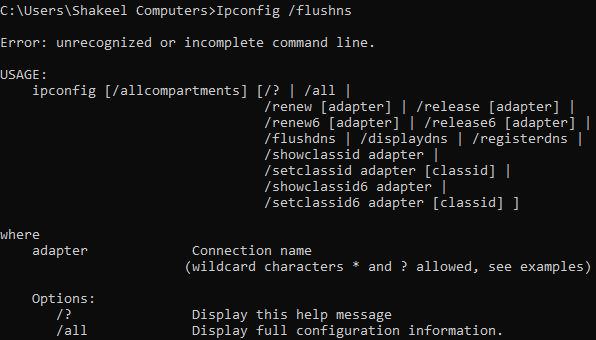 C:\Users\Shakeel Computers>Ipconfig /flushns
Error: unrecognized or incomplete command line.
USAGE:
    ipconfig [/allcompartments] [/? | /all |
                                 /renew [adapter] | /release [adapter] |
                                 /renew6 [adapter] | /release6 [adapter] |
                                 /flushdns | /displaydns | /registerdns |
                                 /showclassid adapter |
                                 /setclassid adapter [classid] |
                                 /showclassid6 adapter |
                                 /setclassid6 adapter [classid] ]
where
    adapter             Connection name
                       (wildcard characters * and ? allowed, see examples)
    Options:
       /?               Display this help message
       /all             Display full configuration information.